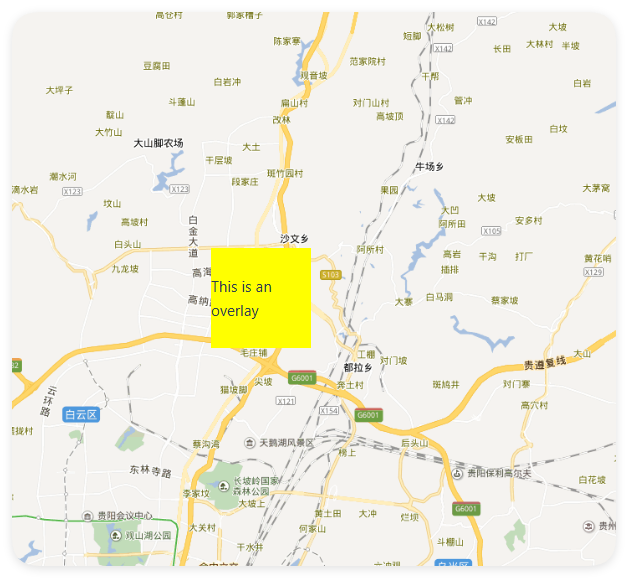 高仓村
郭家槽子
大松树
X142
大坡
陈家寨
短脚
X142
长田
大林村
半坡
豆腐田
观音坡
范家院村
干帮
大坪子
白岩冲
白岩
斗蓬山
扁山村
对门山村
管冲
靛山
改林
高坡顶
X142
白坟
大竹山
大山脚农场
大土
安板田
干层坡
牛场乡
潮水河
斑竹园村
滴水岩
X123
X123
段家庄
果园
大坡
大茅窝
坟山
大凹
白金大道
高坡村
阿所田
安多村
X105
白头山
沙文乡
阿所村
高岩
干沟
打厂
黄花哨
九龙坡
高海
S103
插排
X129
This is an
overlay
高纳
大寨
白马洞
蔡家坡
毛庄铺
工棚
对门坡
大山
都拉乡
贵遵复线
尖坡
G6001
旁土村
斑鸠井
对门寨
猫坡脚
云环路
X121
X154
高穴村
白云区
G6001
蔡沟湾
天鹅湖风景区
后头山
榜上
东林寺路
贵阳保利高尔夫
长坡岭国家
森林公园
白花坡
李家坟
大坡上
G6001
贵阳会议中心
黄土田
大冲
烂坝
大关村
何家山
贵州
观山湖公园
干水井
斗棚山